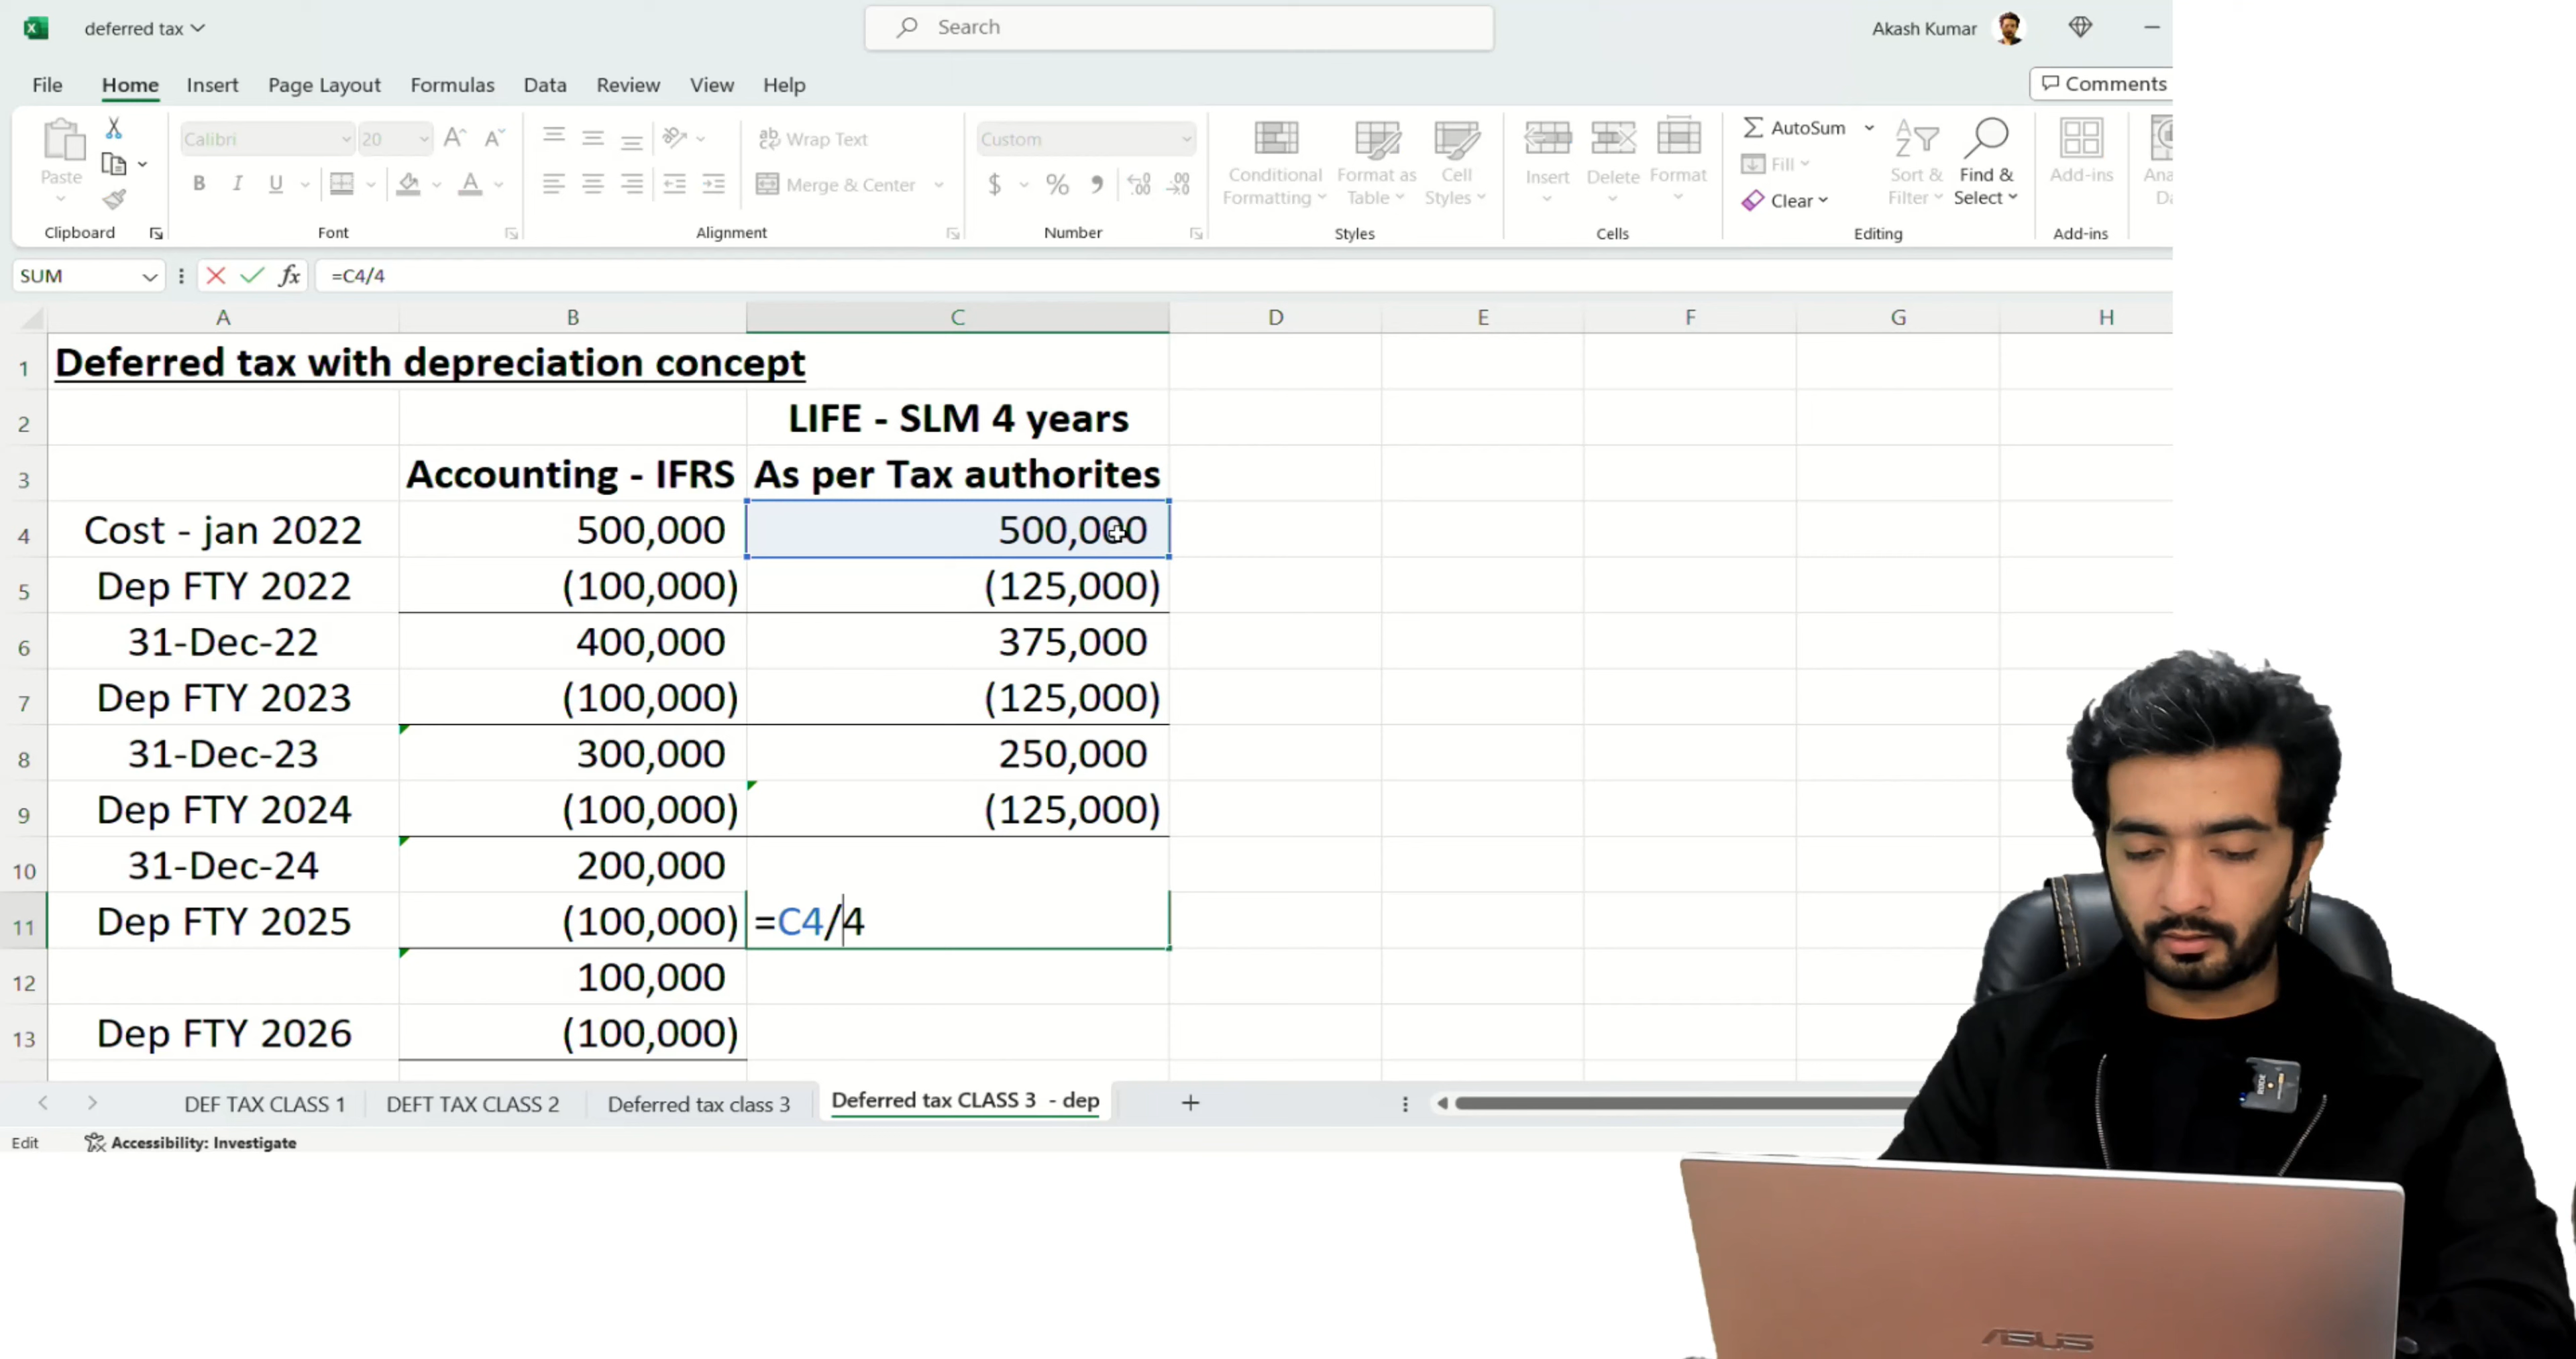 deferred tax
Search
Akash Kumar
File Home Insert Page Layout Formulas Data Review View Help
Comments
Paste
Calibri 20
B I U
Wrap Text
Merge & Center
Custom
$ % ,
Conditional Formatting
Format as Table
Cell Styles
Insert
Delete
Format
AutoSum
Fill
Clear
Sort & Filter
Find & Select
Add-ins
Clipboard Font Alignment Number Styles Cells Editing Add-ins
SUM fx =C4/4
A B C D E F G H
1 Deferred tax with depreciation concept
2 LIFE - SLM 4 years
3 Accounting - IFRS As per Tax authorites
4 Cost - jan 2022 500,000 500,000
5 Dep FTY 2022 (100,000) (125,000)
6 31-Dec-22 400,000 375,000
7 Dep FTY 2023 (100,000) (125,000)
8 31-Dec-23 300,000 250,000
9 Dep FTY 2024 (100,000) (125,000)
10 31-Dec-24 200,000
11 Dep FTY 2025 (100,000) =C4/4
12 100,000
13 Dep FTY 2026 (100,000)
DEF TAX CLASS 1 DEFT TAX CLASS 2 Deferred tax class 3 Deferred tax CLASS 3 - dep
Edit Accessibility: Investigate
RODE
ASUS